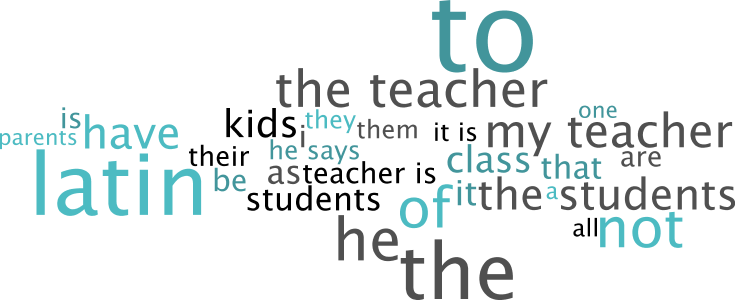 to
the teacher
one
is kids they
parents have i them it is my teacher
their he says class that are
latin be as teacher is
students of it the a students
all not
he
the